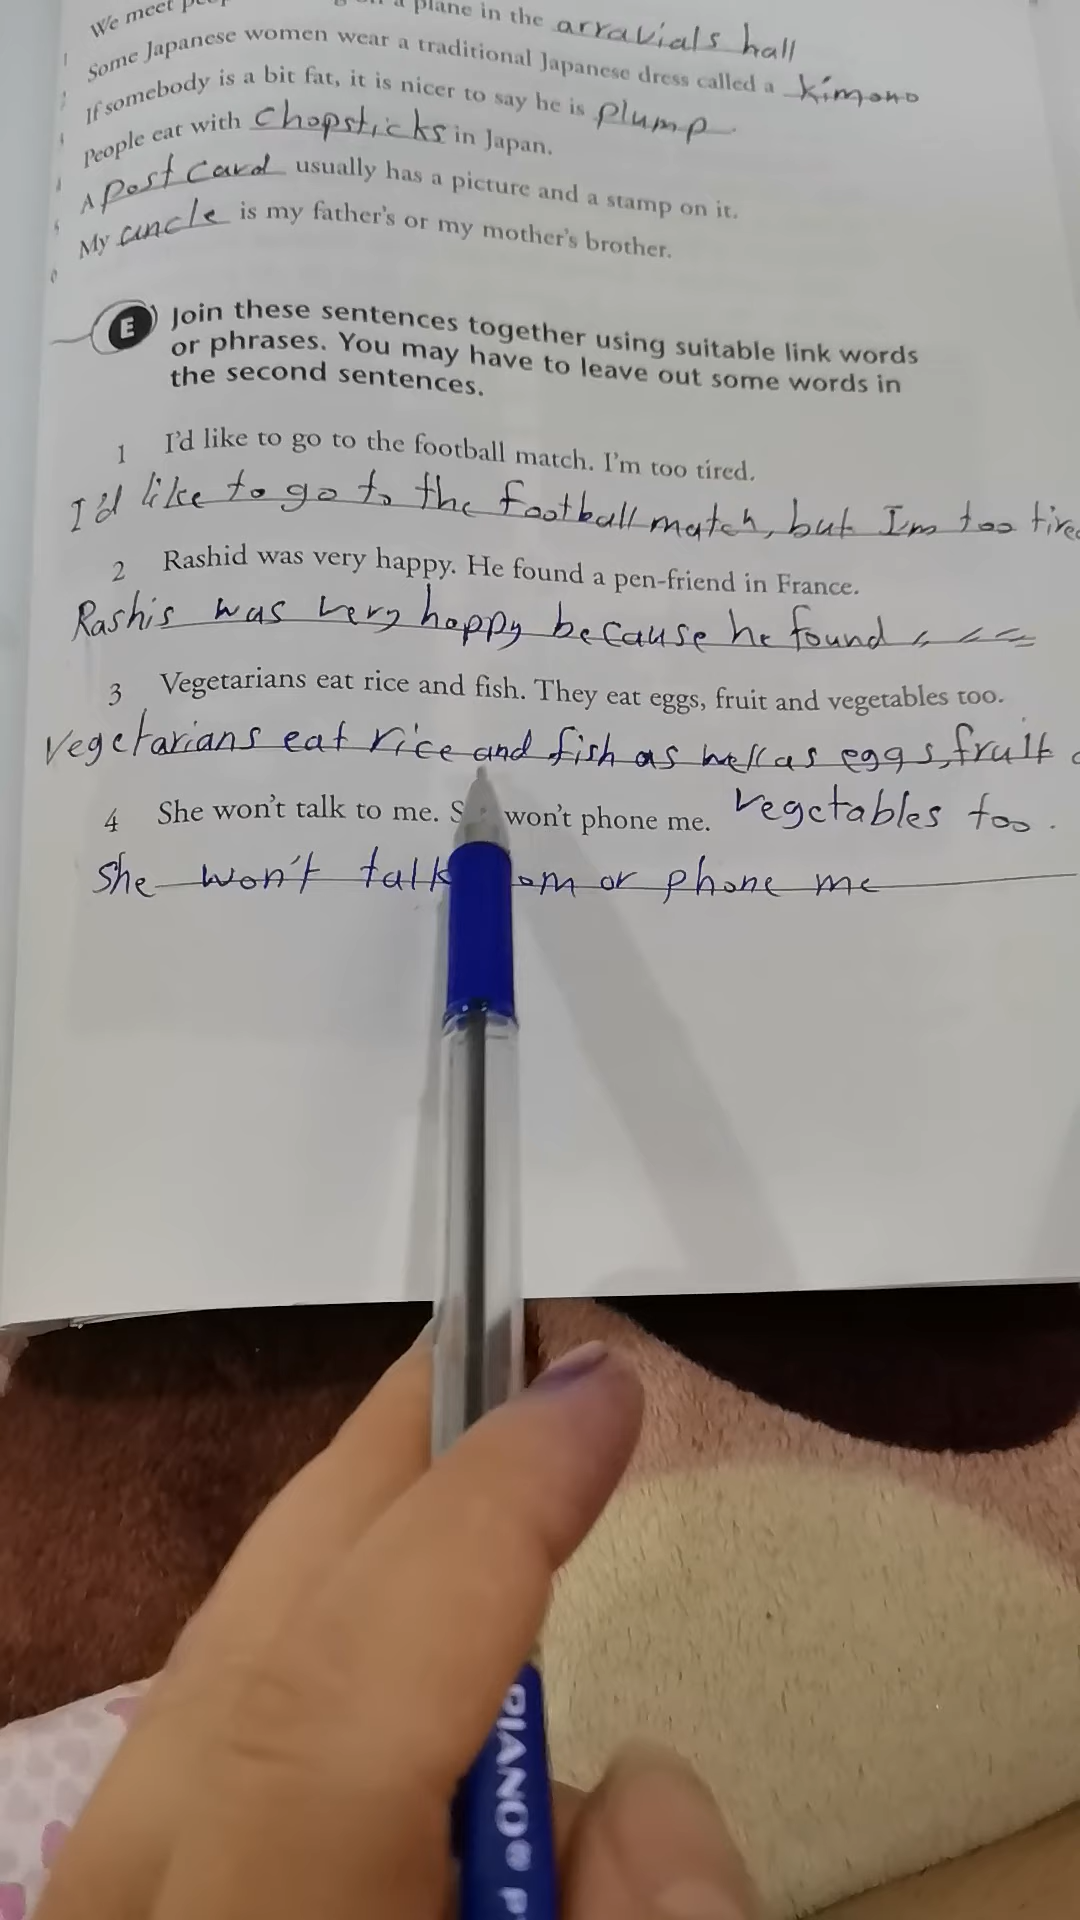 We meet a plane in the arravials hall
Some Japanese women wear a traditional Japanese dress called a kimono
If somebody is a bit fat, it is nicer to say he is plump
People eat with chopsticks in Japan.
A post card usually has a picture and a stamp on it.
My uncle is my father's or my mother's brother.
E Join these sentences together using suitable link words
or phrases. You may have to leave out some words in
the second sentences.
1 I'd like to go to the football match. I'm too tired.
I'd like to go to the football match, but I'm too tired
2 Rashid was very happy. He found a pen-friend in France.
Rashis was very happy because he found
3 Vegetarians eat rice and fish. They eat eggs, fruit and vegetables too.
Vegetarians eat rice and fish as well as eggs, fruit
vegetables too.
4 She won't talk to me. won't phone me.
She won't talk or phone me
PIANO®